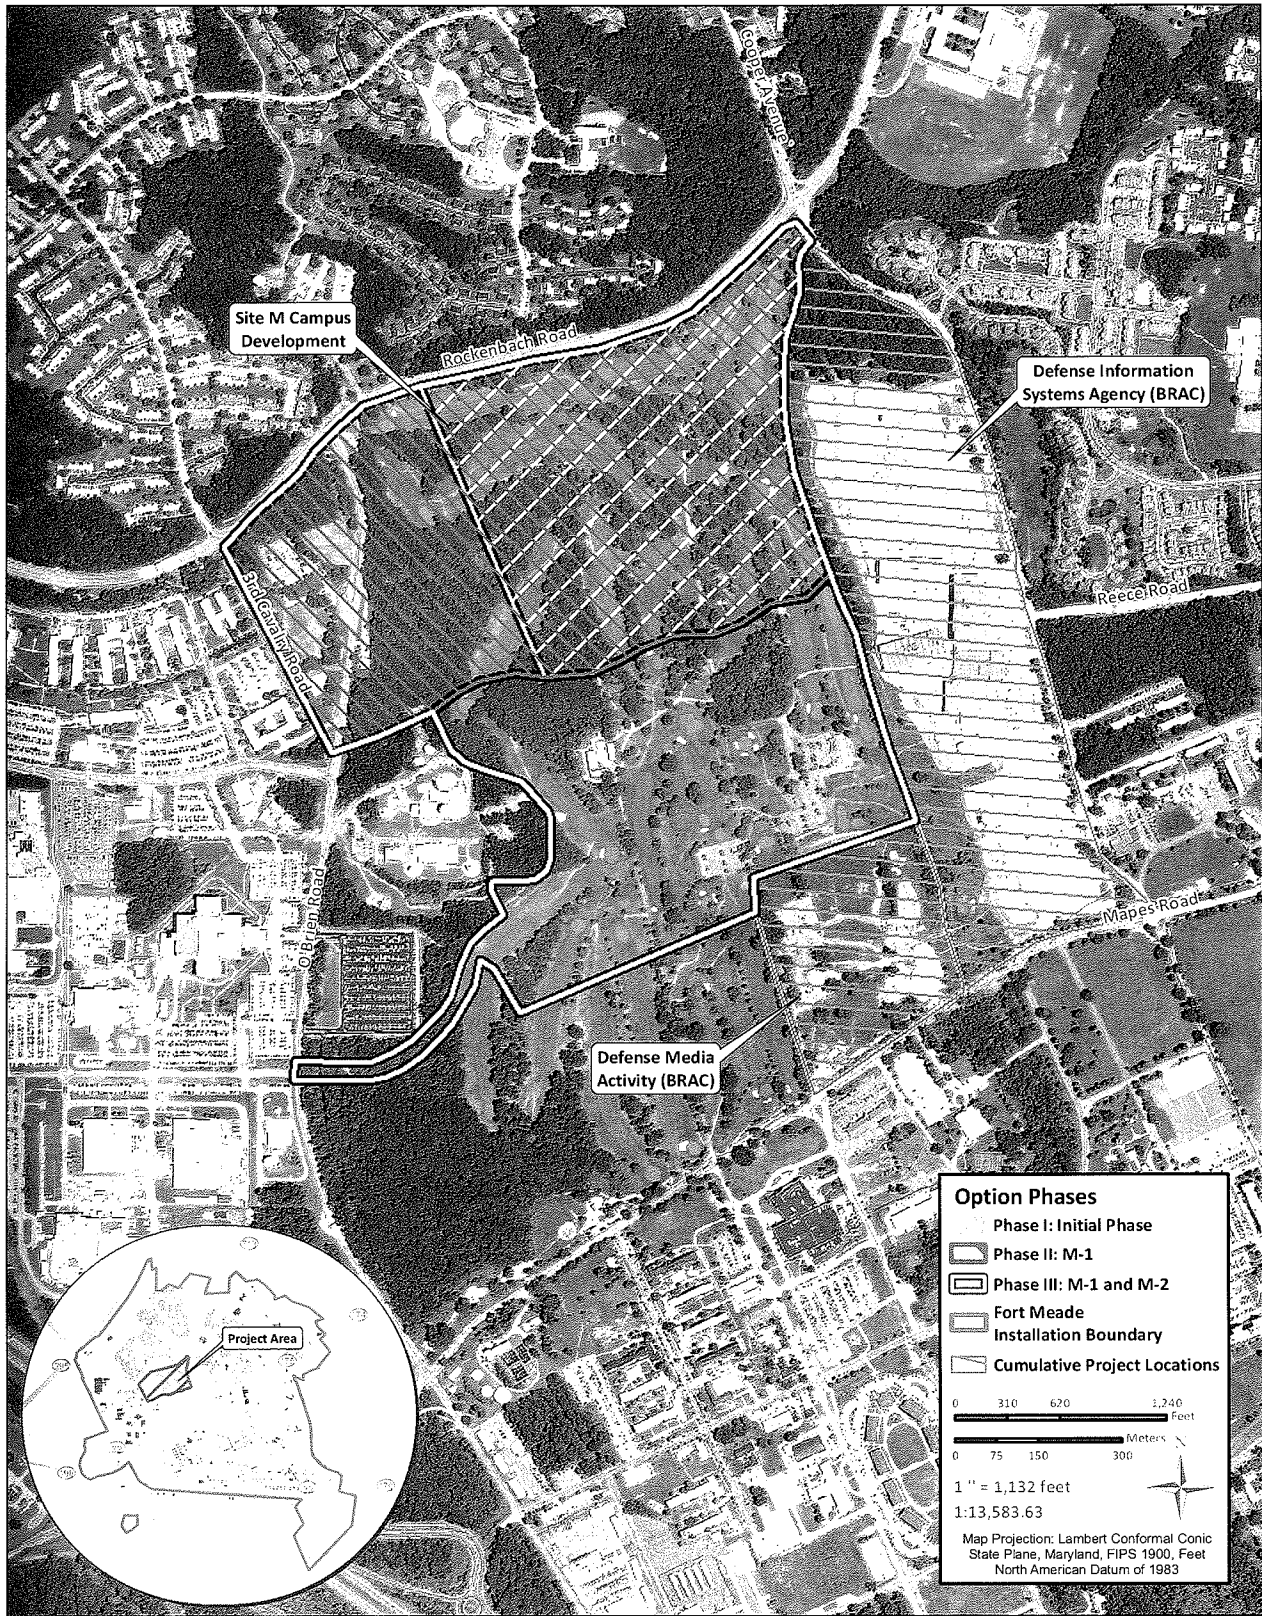 Cooper Avenue
Site M Campus
Development
Rockenbach Road
Defense Information
Systems Agency (BRAC)
3rd Cavalry Road
Reece Road
O'Brien Road
Mapes Road
Defense Media
Activity (BRAC)
Project Area
Option Phases
Phase I: Initial Phase
Phase II: M-1
Phase III: M-1 and M-2
Fort Meade
Installation Boundary
Cumulative Project Locations
0 310 620 1,240
Feet
Meters
N
0 75 150 300
1 " = 1,132 feet
1:13,583.63
Map Projection: Lambert Conformal Conic
State Plane, Maryland, FIPS 1900, Feet
North American Datum of 1983